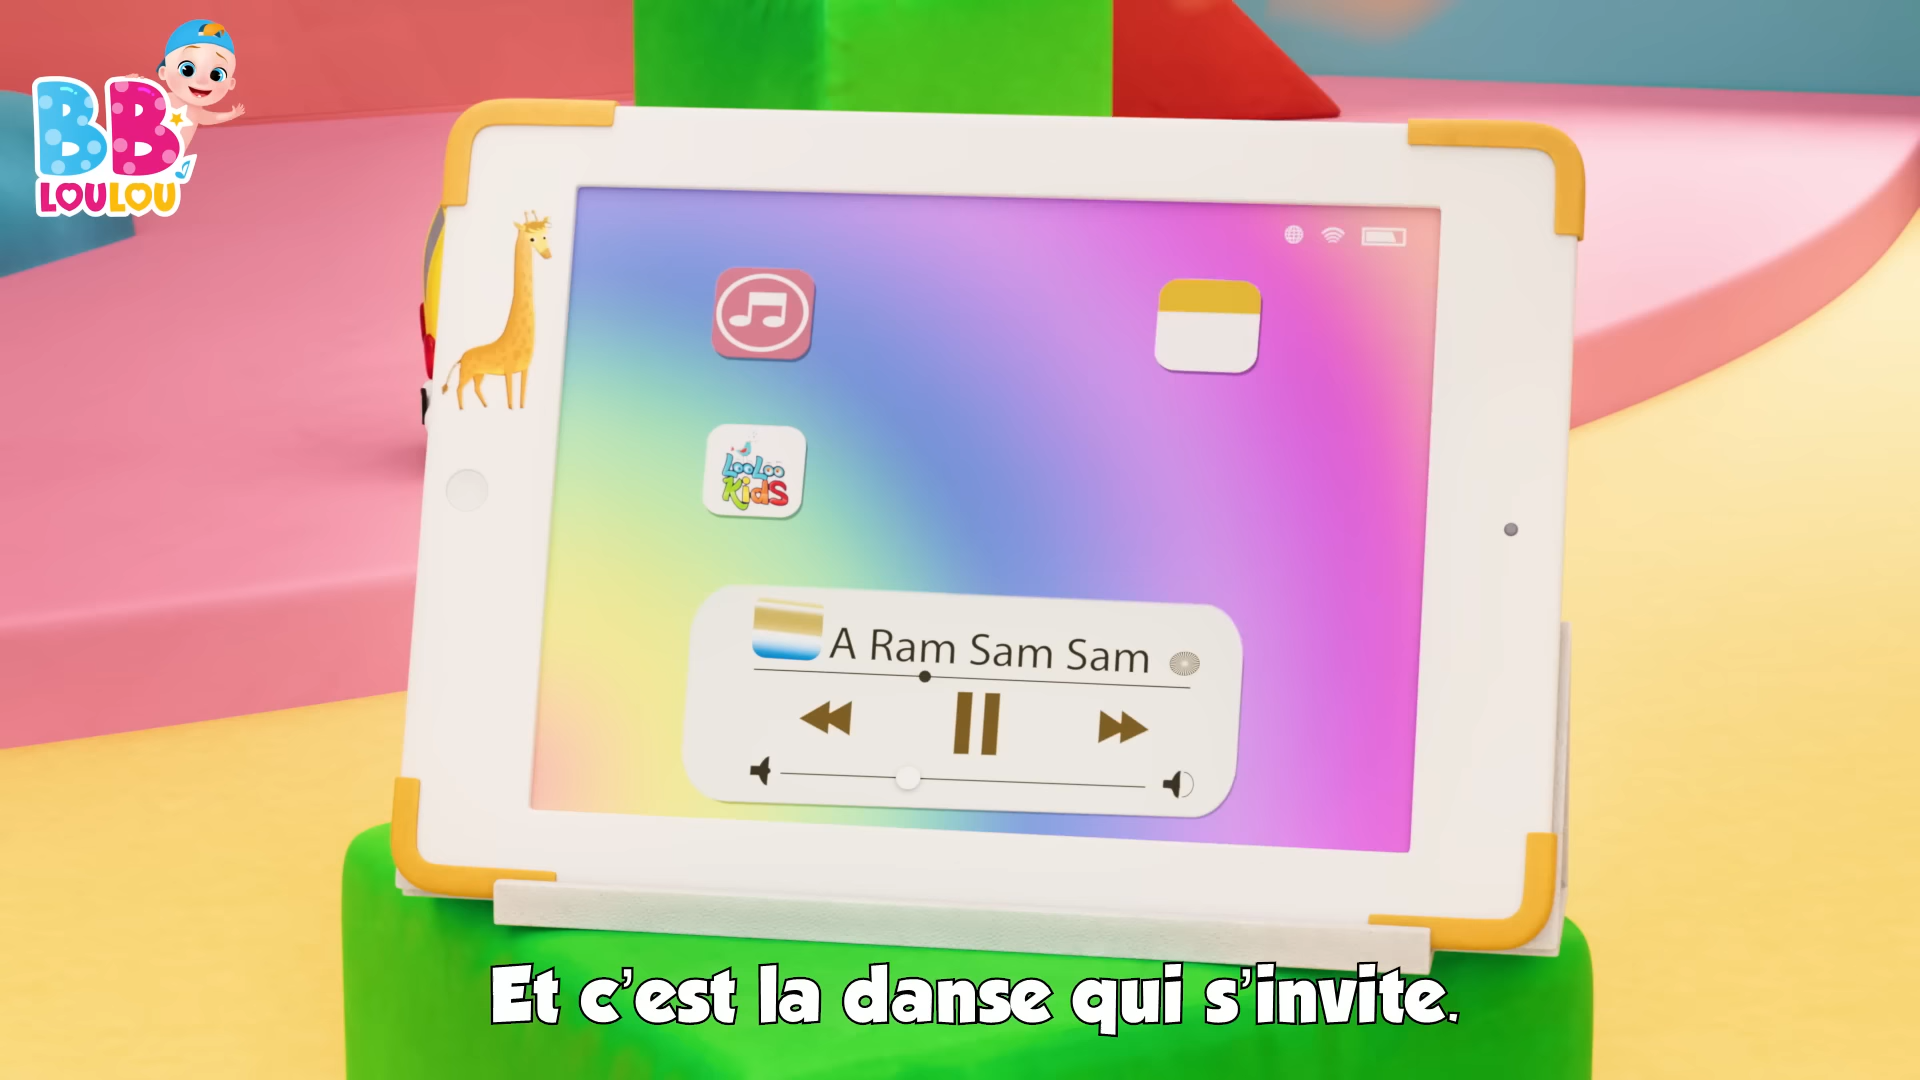 BB
LOULOU
LooLoo
Kids
A Ram Sam Sam
Et c'est la danse qui s'invite.